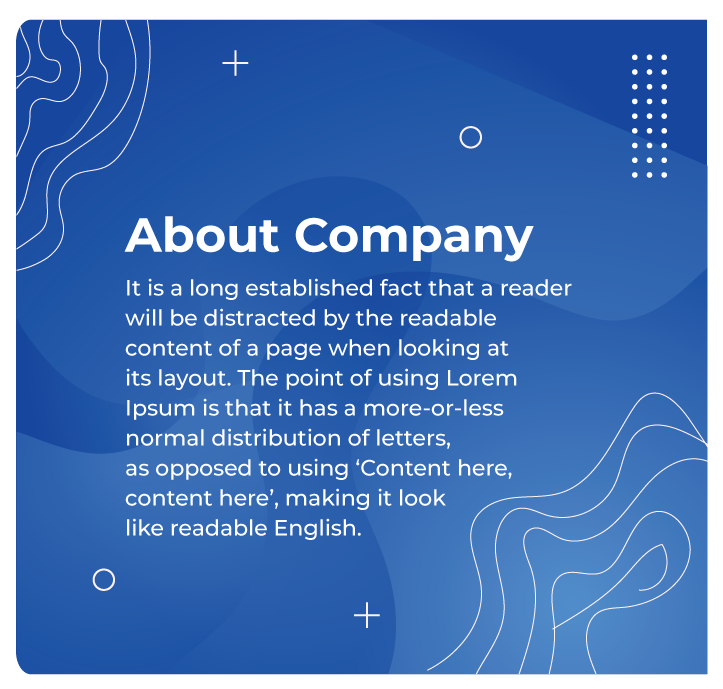 About Company
It is a long established fact that a reader
will be distracted by the readable
content of a page when looking at
its layout. The point of using Lorem
Ipsum is that it has a more-or-less
normal distribution of letters,
as opposed to using ‘Content here,
content here’, making it look
like readable English.